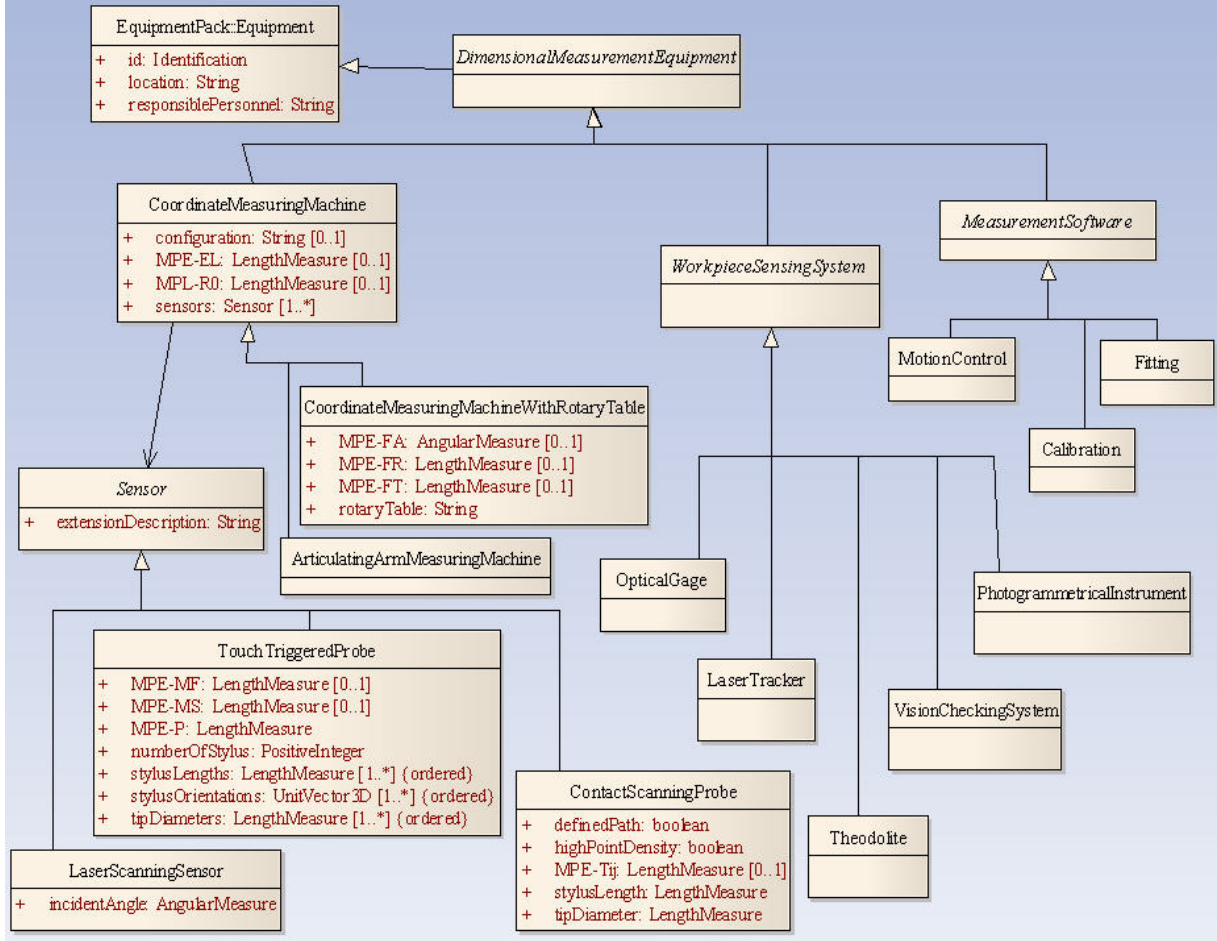 EquipmentPack::Equipment
+ id: Identification
+ location: String
+ responsiblePersonnel: String
DimensionalMeasurementEquipment
CoordinateMeasuringMachine
+ configuration: String [0..1]
+ MPE-EL: LengthMeasure [0..1]
+ MPL-R0: LengthMeasure [0..1]
+ sensors: Sensor [1..*]
WorkpieceSensingSystem
MeasurementSoftware
MotionControl
Fitting
Calibration
CoordinateMeasuringMachineWithRotaryTable
+ MPE-FA: AngularMeasure [0..1]
+ MPE-FR: LengthMeasure [0..1]
+ MPE-FT: LengthMeasure [0..1]
+ rotaryTable: String
Sensor
+ extensionDescription: String
ArticulatingArmMeasuringMachine
OpticalGage
PhotogrammetricalInstrument
LaserTracker
VisionCheckingSystem
Theodolite
TouchTriggeredProbe
+ MPE-MF: LengthMeasure [0..1]
+ MPE-MS: LengthMeasure [0..1]
+ MPE-P: LengthMeasure
+ numberOfStylus: PositiveInteger
+ stylusLengths: LengthMeasure [1..*] {ordered}
+ stylusOrientations: UnitVector3D [1..*] {ordered}
+ tipDiameters: LengthMeasure [1..*] {ordered}
ContactScanningProbe
+ definedPath: boolean
+ highPointDensity: boolean
+ MPE-Tij: LengthMeasure [0..1]
+ stylusLength: LengthMeasure
+ tipDiameter: LengthMeasure
LaserScanningSensor
+ incidentAngle: AngularMeasure